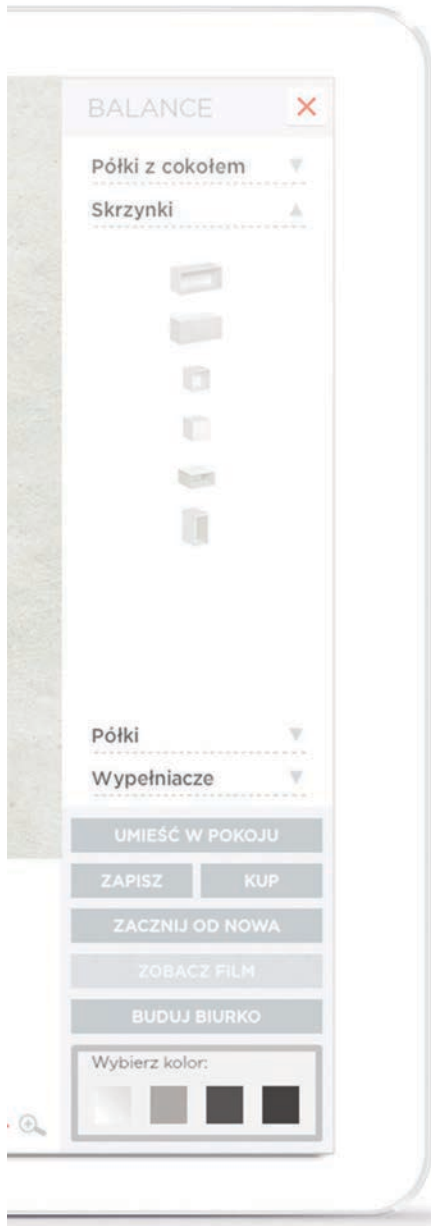 BALANCE
Półki z cokołem
Skrzynki
Półki
Wypełniacze
UMIEŚĆ W POKOJU
ZAPISZ KUP
ZACZNIJ OD NOWA
ZOBACZ FILM
BUDUJ BIURKO
Wybierz kolor: